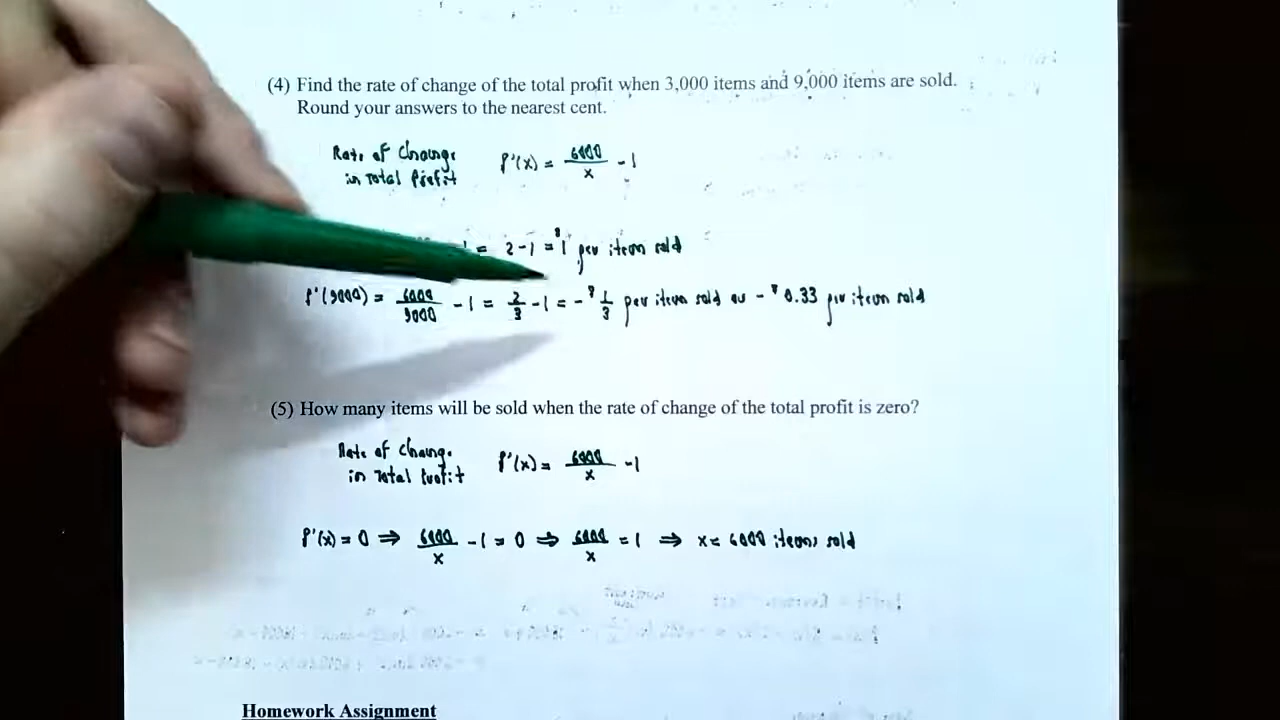 (4) Find the rate of change of the total profit when 3,000 items and 9,000 items are sold.
Round your answers to the nearest cent.
Rate of Change
in Total Profit
P'(x) = 6000/x - 1
= 2 - 1 = $1 per item sold
P'(9000) = 6000/9000 - 1 = 2/3 - 1 = - $1/3 per item sold or - $0.33 per item sold
(5) How many items will be sold when the rate of change of the total profit is zero?
Rate of Change
in Total Profit
P'(x) = 6000/x - 1
P'(x) = 0 ⇒ 6000/x - 1 = 0 ⇒ 6000/x = 1 ⇒ x = 6000 items sold
Homework Assignment